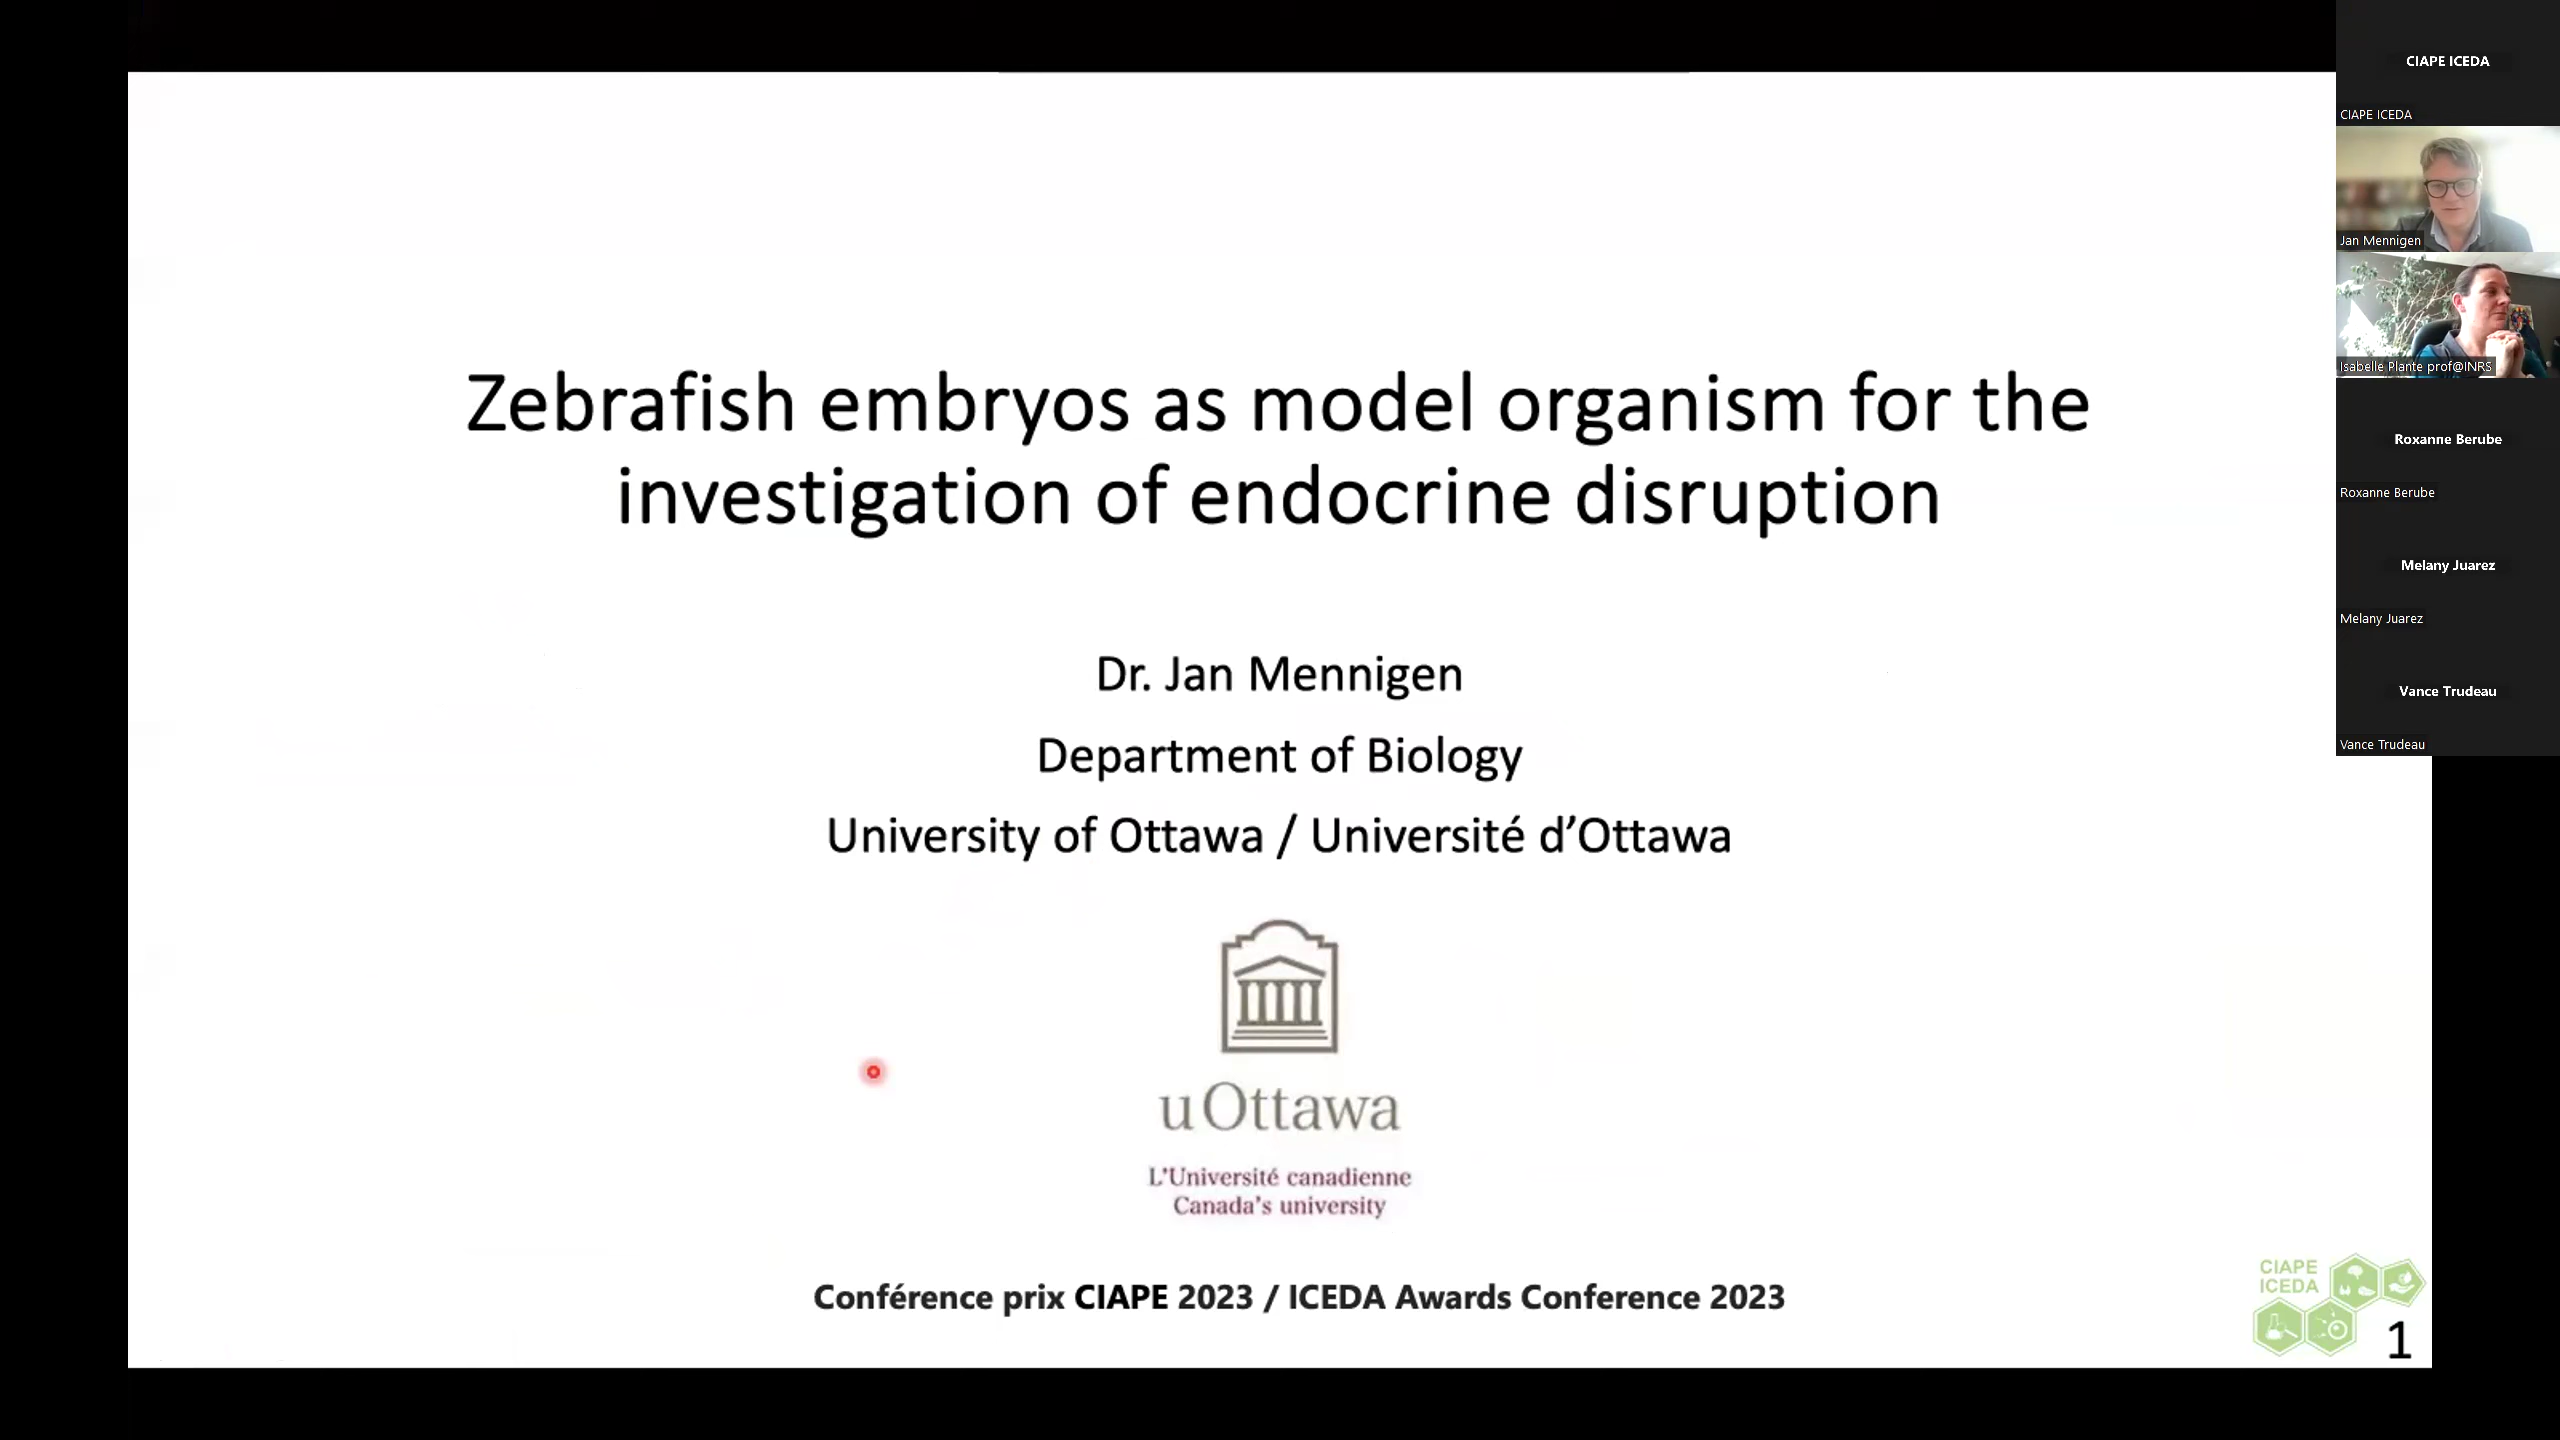 Zebrafish embryos as model organism for the
investigation of endocrine disruption
Dr. Jan Mennigen
Department of Biology
University of Ottawa / Université d’Ottawa
uOttawa
L'Université canadienne
Canada's university
Conférence prix CIAPE 2023 / ICEDA Awards Conference 2023
CIAPE
ICEDA
1
CIAPE ICEDA
CIAPE ICEDA
Jan Mennigen
Isabelle Plante prof@INRS
Roxanne Berube
Roxanne Berube
Melany Juarez
Melany Juarez
Vance Trudeau
Vance Trudeau